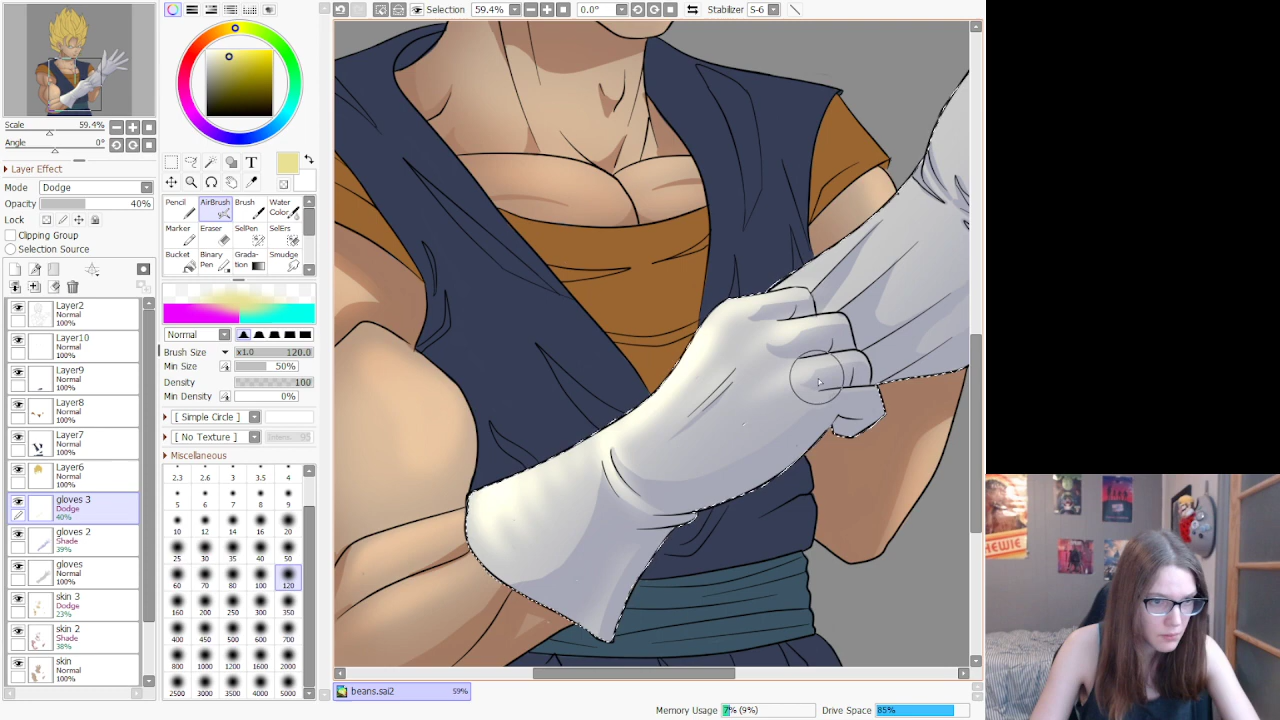 Selection
59.4%
0.0°
Stabilizer
S-6
Scale
59.4%
Angle
0°
Layer Effect
Mode
Dodge
Opacity
40%
Lock
Clipping Group
Selection Source
Layer2
Normal
100%
Layer10
Normal
100%
Layer9
Normal
100%
Layer8
Normal
100%
Layer7
Normal
100%
Layer6
Normal
100%
gloves 3
Dodge
40%
gloves 2
Shade
39%
gloves
Normal
100%
skin 3
Dodge
23%
skin 2
Shade
38%
skin
Normal
100%
T
Pencil
AirBrush
Brush
Water Color
Marker
Eraser
SelPen
SelErs
Bucket
Binary Pen
Gradation
Smudge
Normal
Brush Size
x1.0
120.0
Min Size
50%
Density
100
Min Density
0%
[ Simple Circle ]
[ No Texture ]
95
Miscellaneous
2.3 2.6 3 3.5 4
5 6 7 8 9
10 12 14 16 20
25 30 35 40 50
60 70 80 100 120
160 200 250 300 350
400 450 500 600 700
800 1000 1200 1600 2000
2500 3000 3500 4000 5000
beans.sai2
59%
Memory Usage
7% (9%)
Drive Space
85%
HEWIE